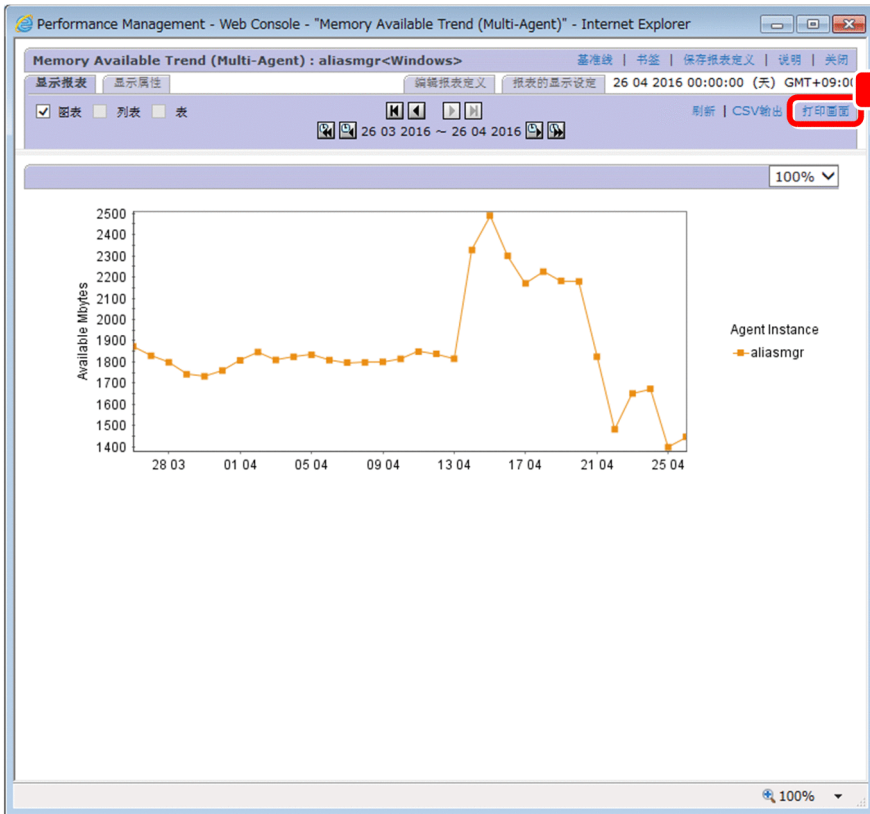 Performance Management - Web Console - "Memory Available Trend (Multi-Agent)" - Internet Explorer
Memory Available Trend (Multi-Agent) : aliasmgr<Windows> 基准线 | 书签 | 保存报表定义 | 说明 | 关闭
显示报表 显示属性 编辑报表定义 报表的显示设定 26 04 2016 00:00:00 (天) GMT+09:00
图表 列表 表 刷新 | CSV输出 打印画面
26 03 2016 ~ 26 04 2016
100%
2500
2400
2300
2200
2100
2000
1900
1800
1700
1600
1500
1400
Available Mbytes
28 03 01 04 05 04 09 04 13 04 17 04 21 04 25 04
Agent Instance
aliasmgr
100%